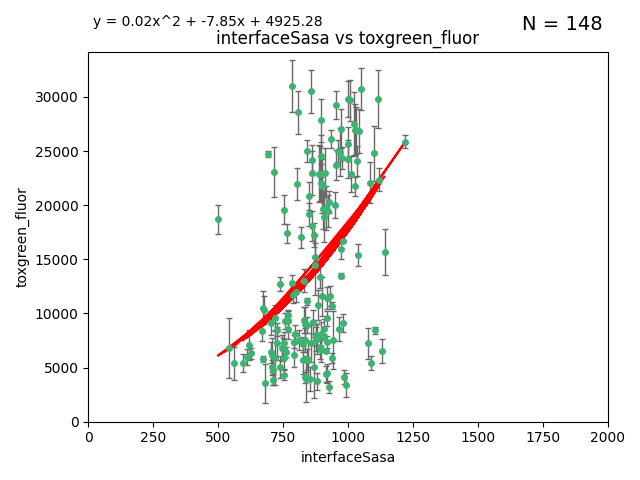 y = 0.02x^2 + -7.85x + 4925.28
N = 148
interfaceSasa vs toxgreen_fluor
toxgreen_fluor
30000
25000
20000
15000
10000
5000
0
0 250 500 750 1000 1250 1500 1750 2000
interfaceSasa